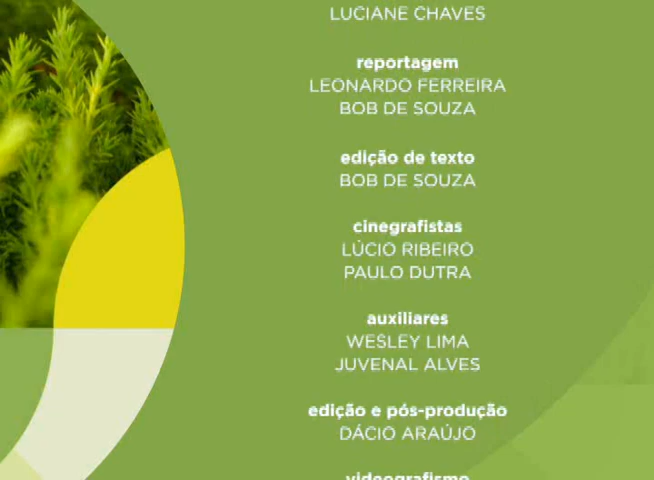 LUCIANE CHAVES
reportagem
LEONARDO FERREIRA
BOB DE SOUZA
edição de texto
BOB DE SOUZA
cinegrafistas
LÚCIO RIBEIRO
PAULO DUTRA
auxiliares
WESLEY LIMA
JUVENAL ALVES
edição e pós-produção
DÁCIO ARAÚJO
videografismo